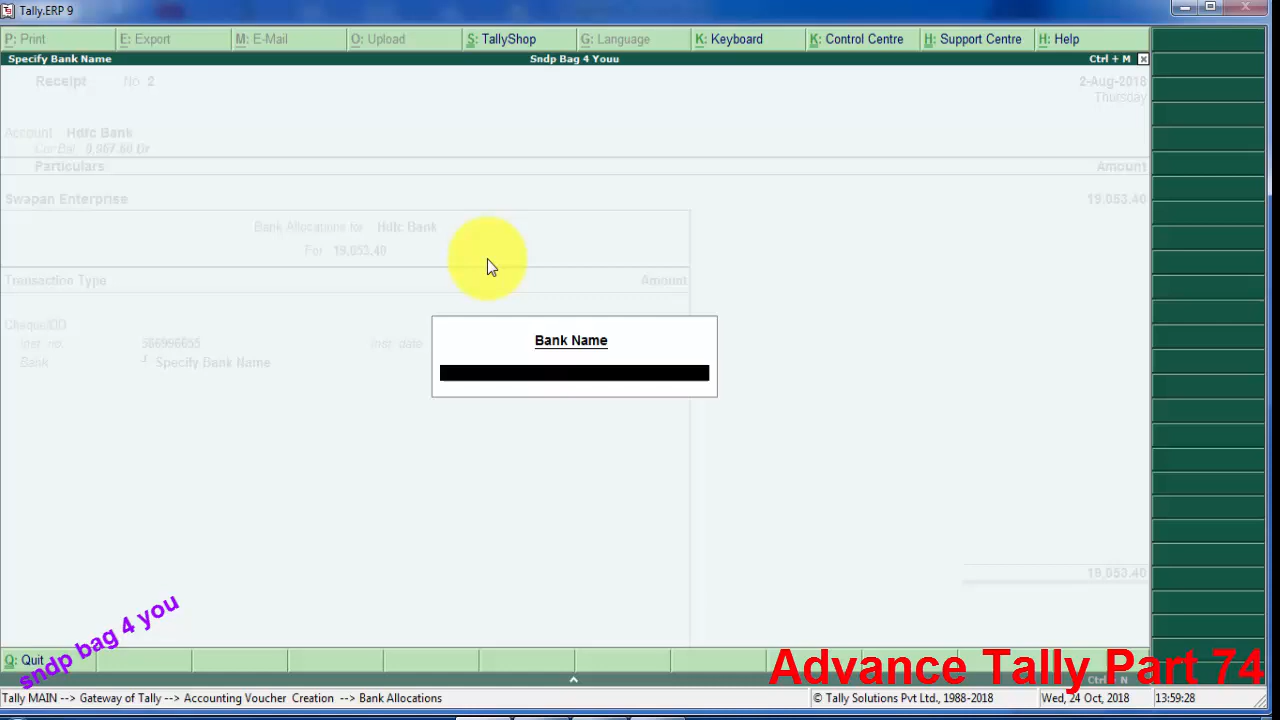 Tally.ERP 9
P: Print E: Export M: E-Mail O: Upload S: TallyShop G: Language K: Keyboard K: Control Centre H: Support Centre H: Help
Specify Bank Name Sndp Bag 4 Youu Ctrl + M
Receipt No 2 2-Aug-2018
Thursday
Account Hdfc Bank
Cur Bal
Particulars Amount
Swapan Enterprise 19,053.40
Bank Allocations for Hdfc Bank
For 19,053.40
Transaction Type Amount
Cheque/DD
Inst. no. Inst. date
Bank Specify Bank Name
Bank Name
19,053.40
sndp bag 4 you
Q: Quit
Advance Tally Part 74
Ctrl + N
Tally MAIN --> Gateway of Tally --> Accounting Voucher Creation --> Bank Allocations © Tally Solutions Pvt Ltd., 1988-2018 Wed, 24 Oct, 2018 13:59:28